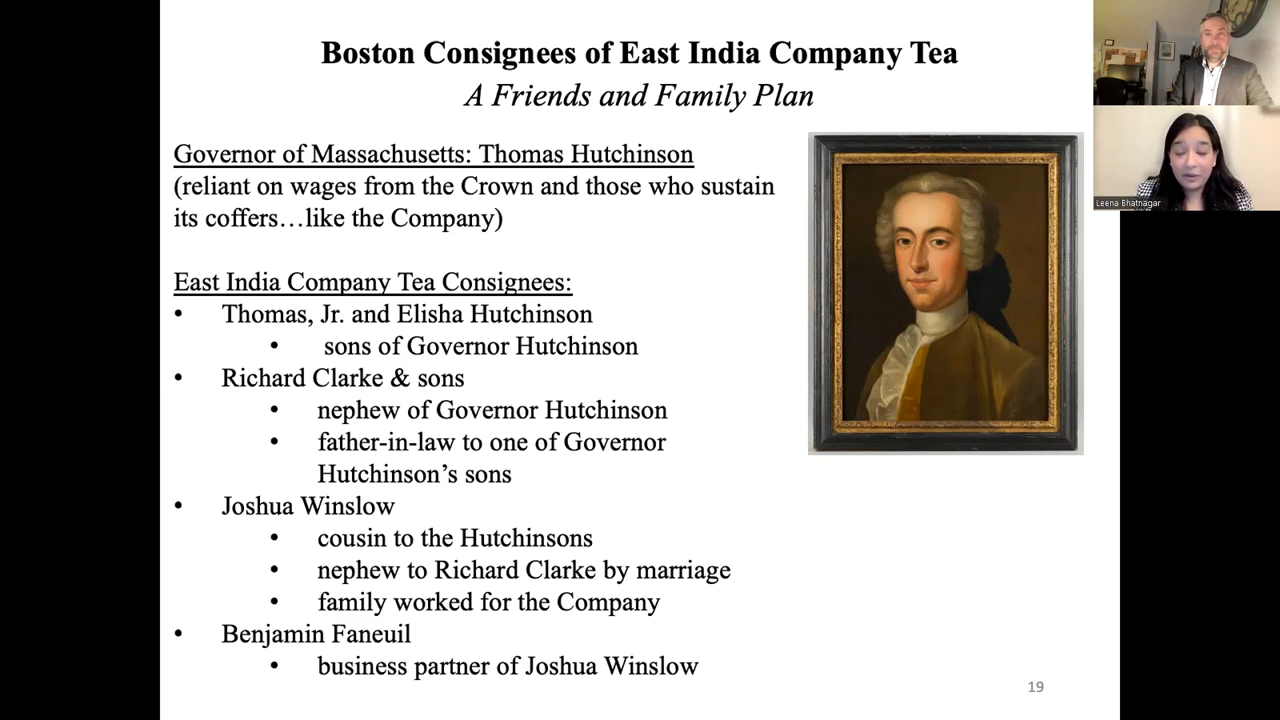 Boston Consignees of East India Company Tea
A Friends and Family Plan
Governor of Massachusetts: Thomas Hutchinson
(reliant on wages from the Crown and those who sustain
its coffers…like the Company)
East India Company Tea Consignees:
• Thomas, Jr. and Elisha Hutchinson
• sons of Governor Hutchinson
• Richard Clarke & sons
• nephew of Governor Hutchinson
• father-in-law to one of Governor
Hutchinson’s sons
• Joshua Winslow
• cousin to the Hutchinsons
• nephew to Richard Clarke by marriage
• family worked for the Company
• Benjamin Faneuil
• business partner of Joshua Winslow
19
Leena Bhatnagar